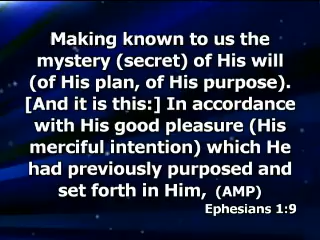 Making known to us the
mystery (secret) of His will
(of His plan, of His purpose).
[And it is this:] In accordance
with His good pleasure (His
merciful intention) which He
had previously purposed and
set forth in Him, (AMP)
Ephesians 1:9